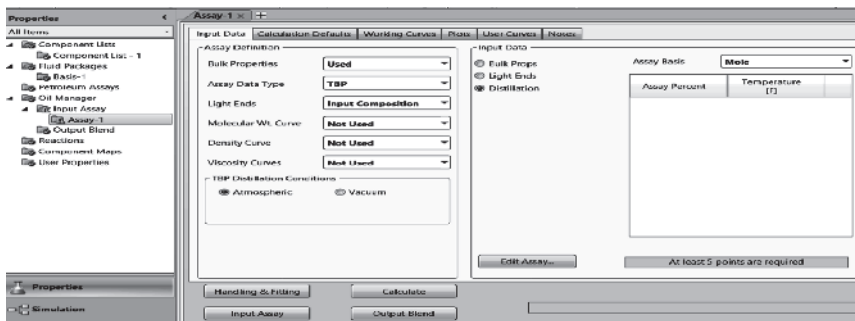 Properties
All Items
Component Lists
Component List - 1
Fluid Packages
Basis-1
Petroleum Assays
Oil Manager
Input Assay
Assay-1
Output Blend
Reactions
Component Maps
User Properties
Properties
Simulation
Assay-1
Input Data Calculation Defaults Working Curves Plots User Curves Notes
Assay Definition
Bulk Properties Used
Assay Data Type TBP
Light Ends Input Composition
Molecular Wt. Curve Not Used
Density Curve Not Used
Viscosity Curves Not Used
TBP Distillation Conditions
Atmospheric Vacuum
Input Data
Bulk Props
Light Ends
Distillation
Assay Basis Mole
Assay Percent Temperature
[F]
Edit Assay... At least 5 points are required
Handling & Fitting Calculate
Input Assay Output Blend